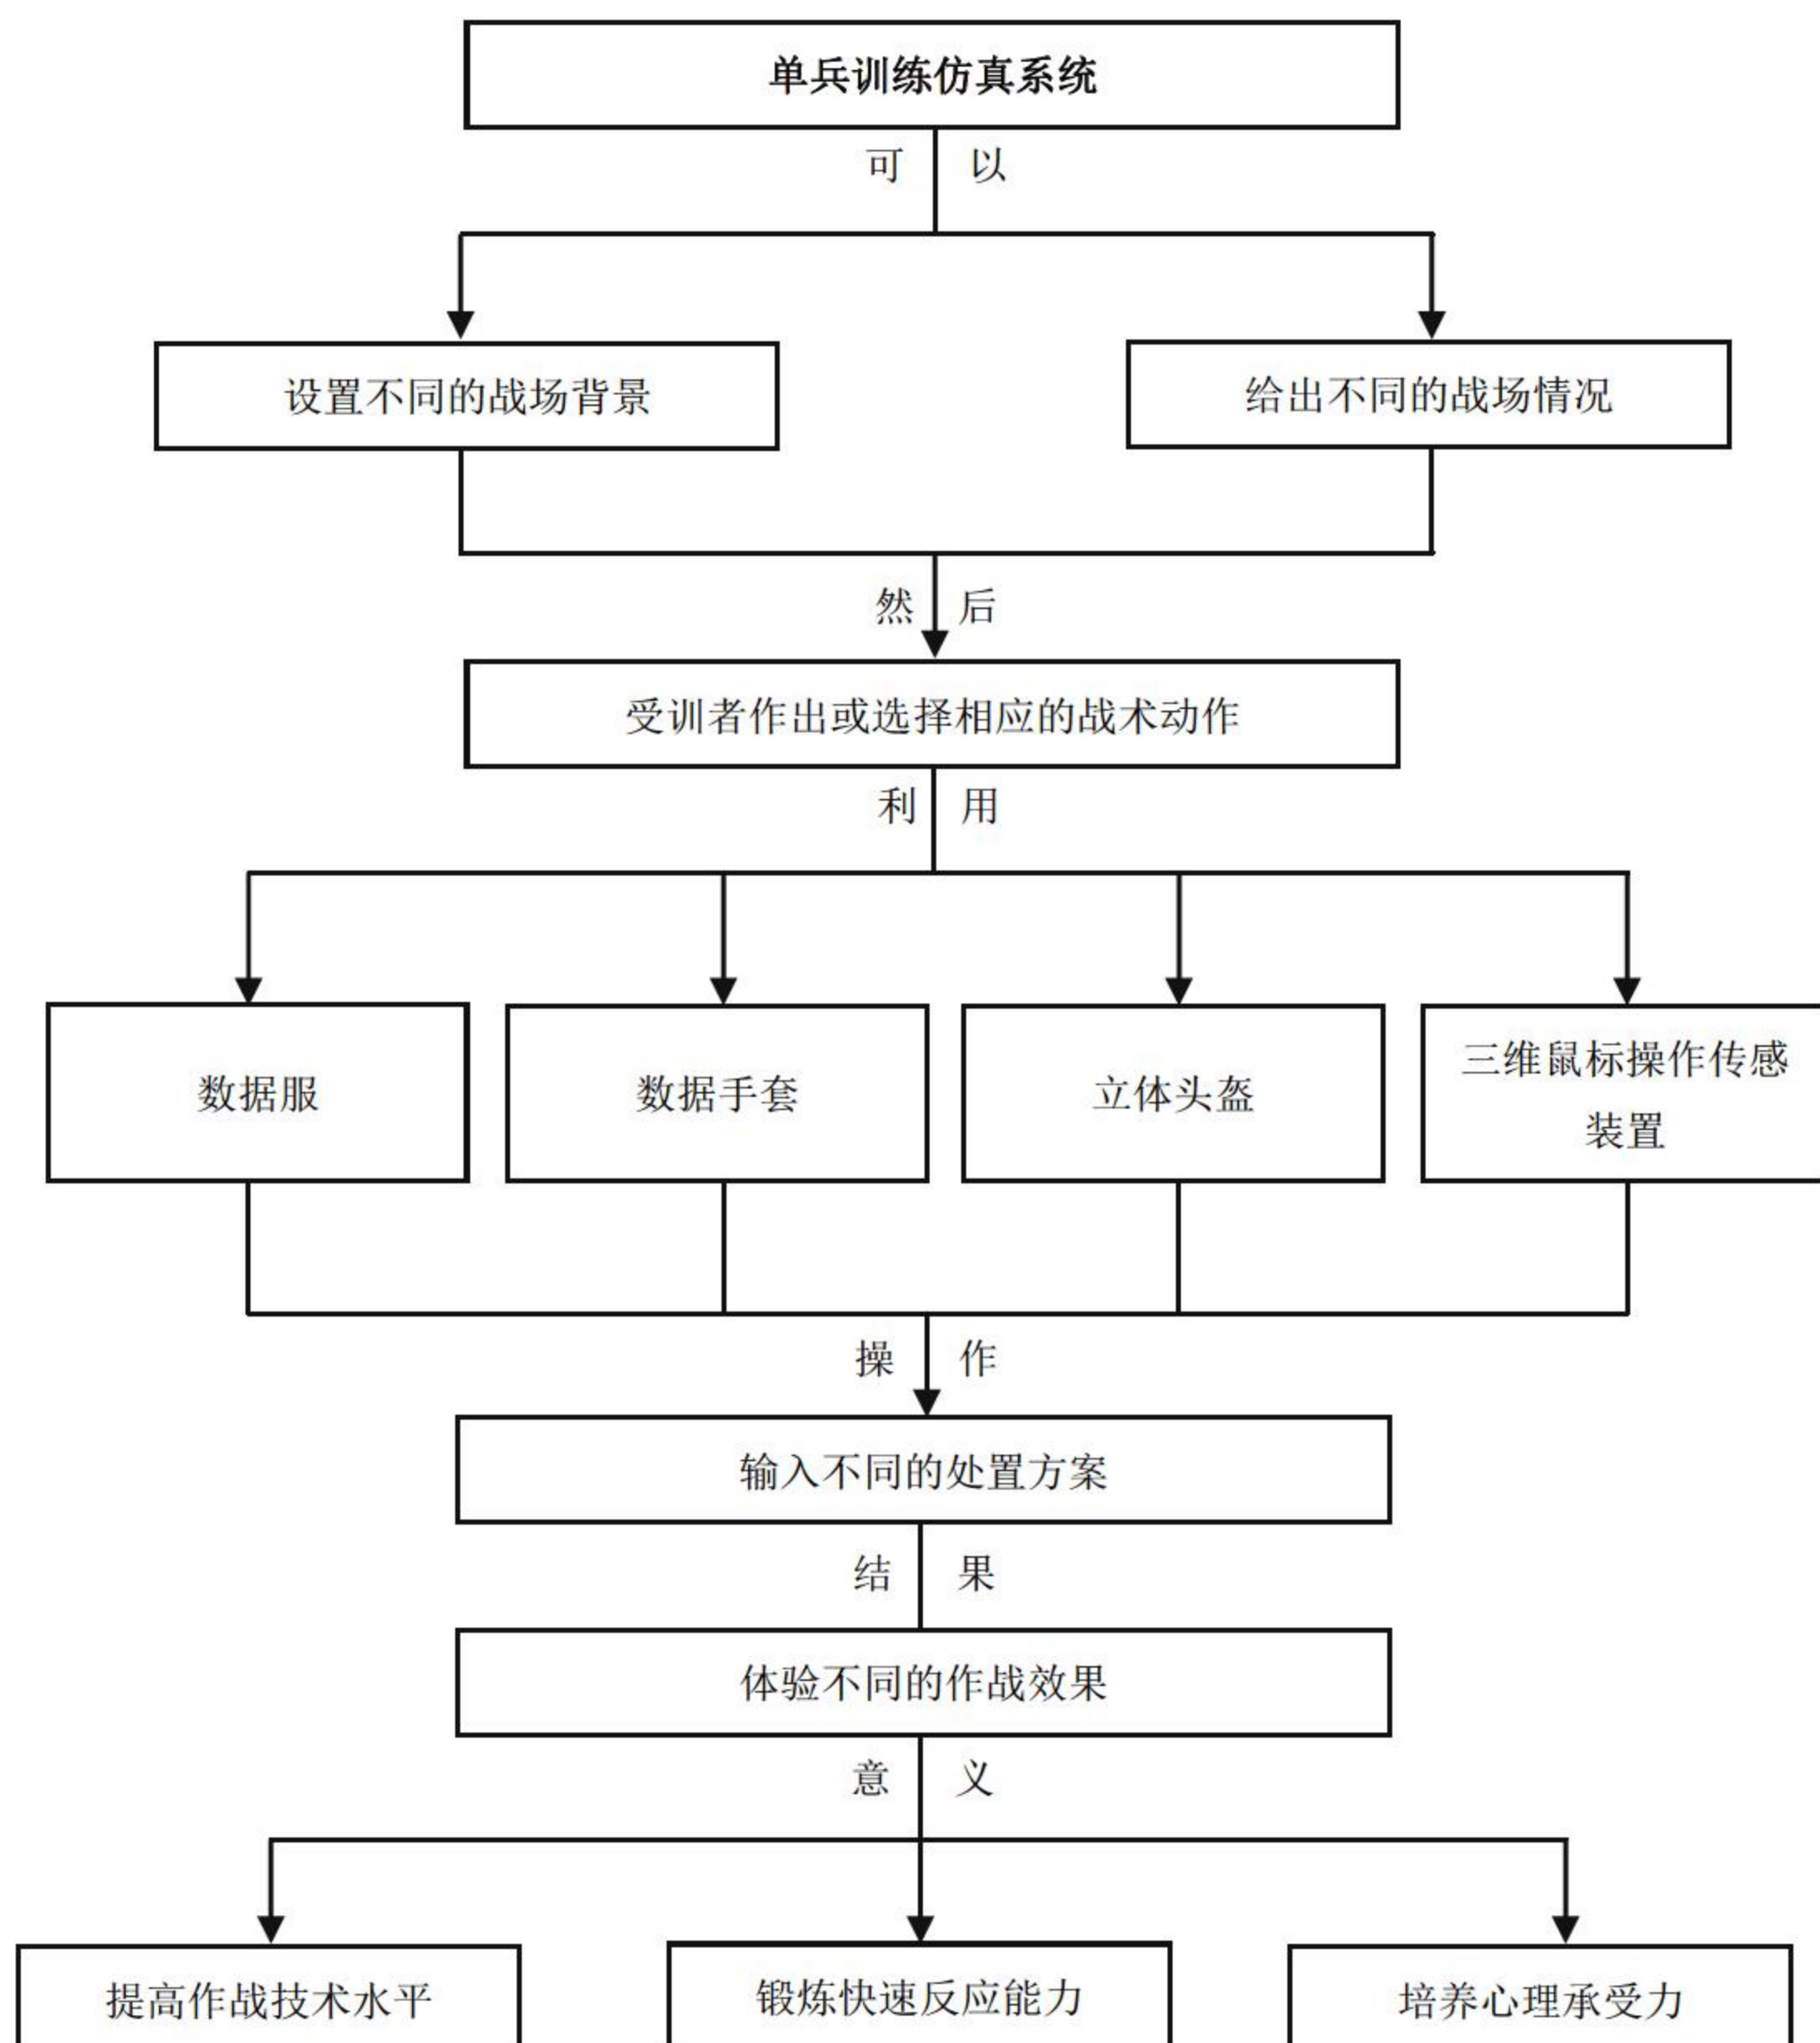 单兵训练仿真系统
可 以
设置不同的战场背景
给出不同的战场情况
然 后
受训者作出或选择相应的战术动作
利 用
数据服
数据手套
立体头盔
三维鼠标操作传感
装置
操 作
输入不同的处置方案
结 果
体验不同的作战效果
意 义
提高作战技术水平
锻炼快速反应能力
培养心理承受力